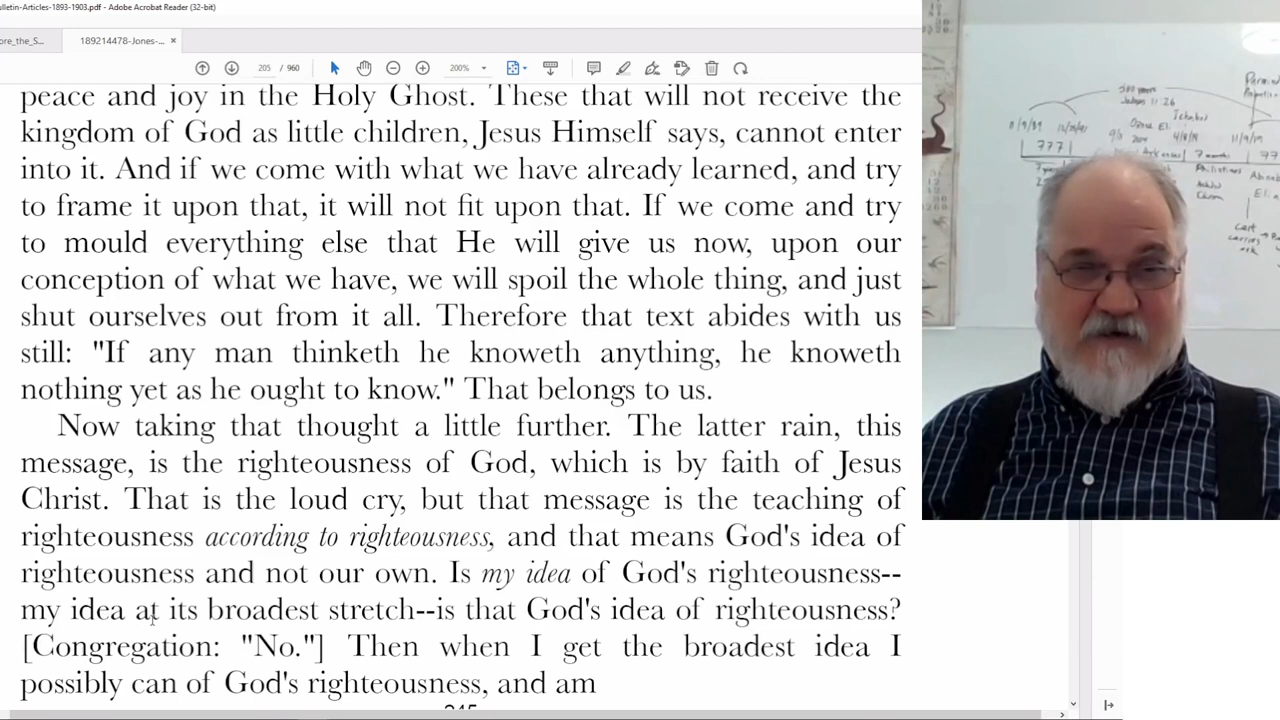 ulletin-Articles-1893-1903.pdf - Adobe Acrobat Reader (32-bit)
ore_the_S...
189214478-Jones-...
205 / 960
200%
peace and joy in the Holy Ghost. These that will not receive the
kingdom of God as little children, Jesus Himself says, cannot enter
into it. And if we come with what we have already learned, and try
to frame it upon that, it will not fit upon that. If we come and try
to mould everything else that He will give us now, upon our
conception of what we have, we will spoil the whole thing, and just
shut ourselves out from it all. Therefore that text abides with us
still: "If any man thinketh he knoweth anything, he knoweth
nothing yet as he ought to know." That belongs to us.
Now taking that thought a little further. The latter rain, this
message, is the righteousness of God, which is by faith of Jesus
Christ. That is the loud cry, but that message is the teaching of
righteousness according to righteousness, and that means God's idea of
righteousness and not our own. Is my idea of God's righteousness--
my idea at its broadest stretch--is that God's idea of righteousness?
[Congregation: "No."] Then when I get the broadest idea I
possibly can of God's righteousness, and am
Judges 11:26
777
7 months
77
Philistines